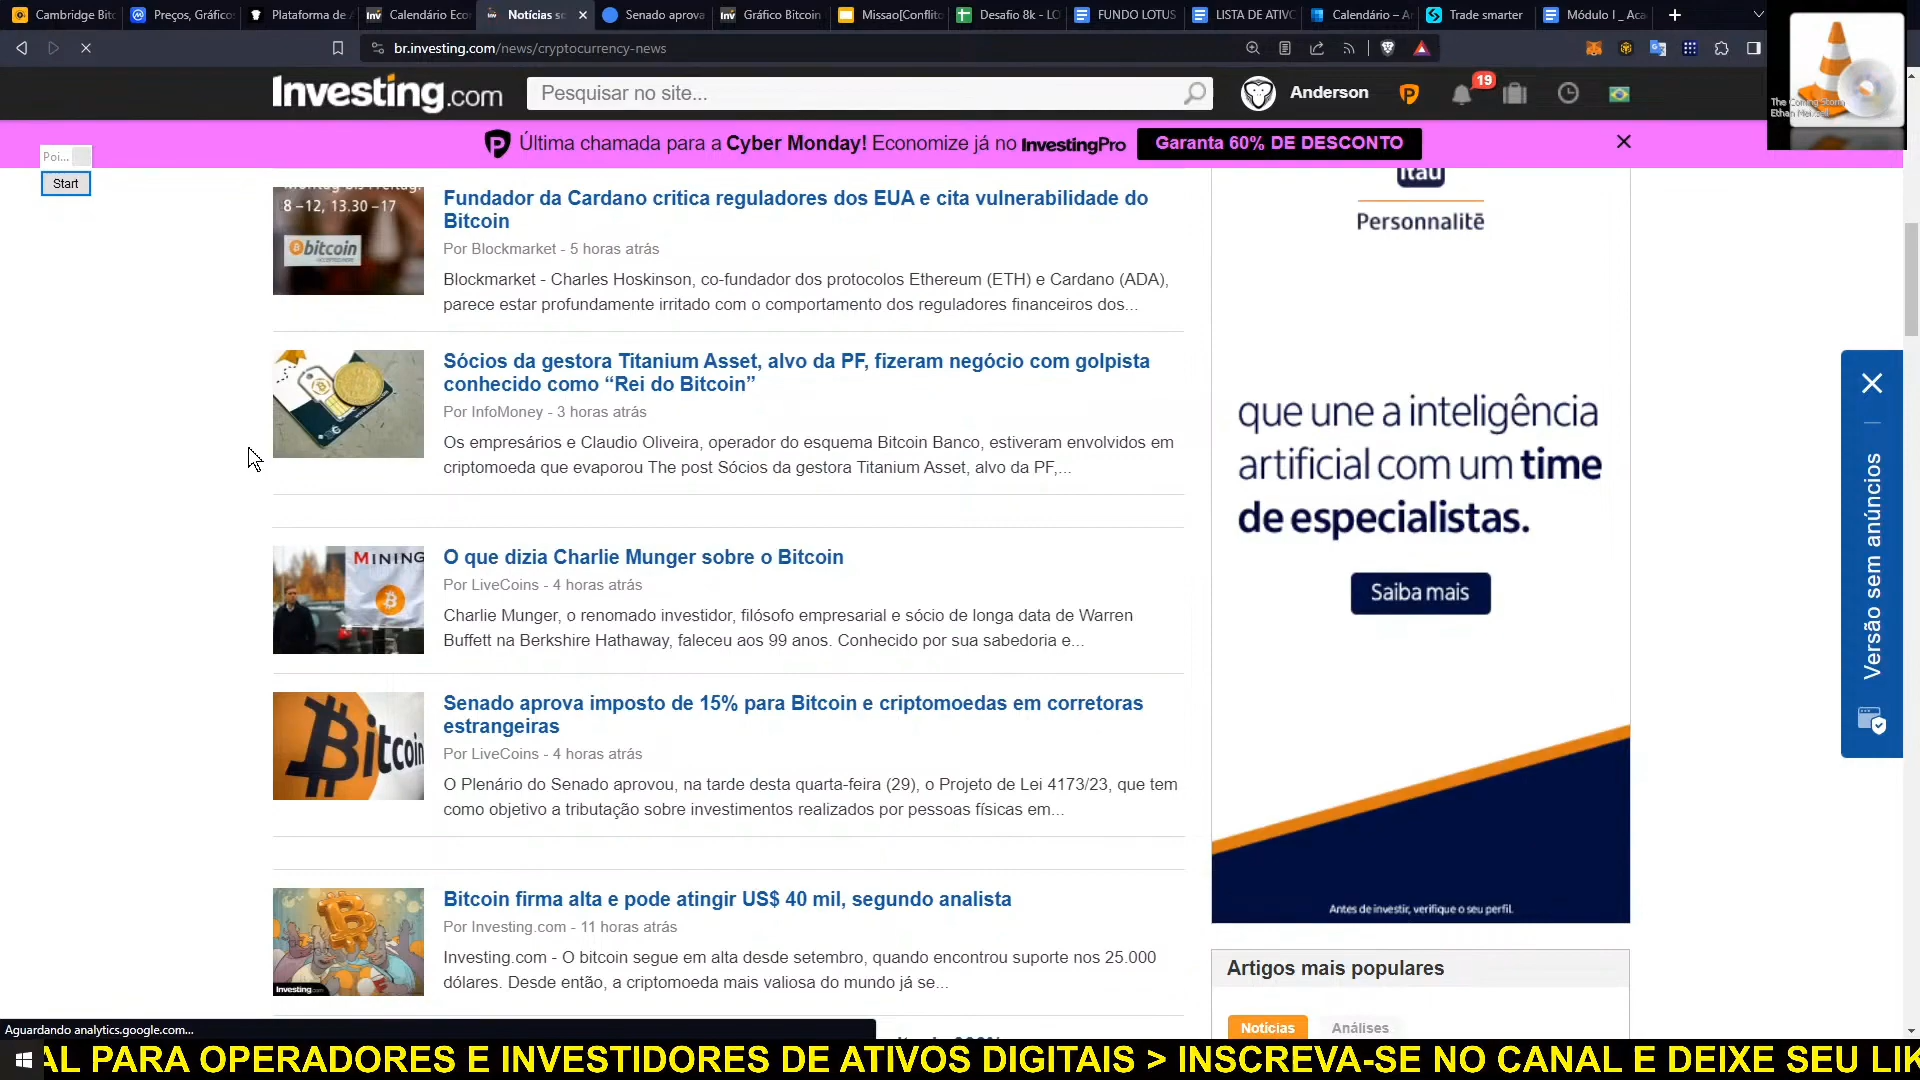 Cambridge Bit
Preços, Gráfico
Plataforma de A
Calendário Eco
Notícias so
Senado aprova
Gráfico Bitcoin
Missao[Conflito
Desafio 8k - LO
FUNDO LOTUS
LISTA DE ATIVO
Calendário – A
Trade smarter
Módulo I _ Aca
br.investing.com/news/cryptocurrency-news
Investing.com
Pesquisar no site...
Anderson
19
The Coming Storm
Última chamada para a Cyber Monday! Economize já no InvestingPro
Garanta 60% DE DESCONTO
Poi...
Start
8 –12, 13.30 –17
bitcoin
Fundador da Cardano critica reguladores dos EUA e cita vulnerabilidade do
Bitcoin
Por Blockmarket - 5 horas atrás
Blockmarket - Charles Hoskinson, co-fundador dos protocolos Ethereum (ETH) e Cardano (ADA),
parece estar profundamente irritado com o comportamento dos reguladores financeiros dos...
Sócios da gestora Titanium Asset, alvo da PF, fizeram negócio com golpista
conhecido como “Rei do Bitcoin”
Por InfoMoney - 3 horas atrás
Os empresários e Claudio Oliveira, operador do esquema Bitcoin Banco, estiveram envolvidos em
criptomoeda que evaporou The post Sócios da gestora Titanium Asset, alvo da PF,...
MINING
O que dizia Charlie Munger sobre o Bitcoin
Por LiveCoins - 4 horas atrás
Charlie Munger, o renomado investidor, filósofo empresarial e sócio de longa data de Warren
Buffett na Berkshire Hathaway, faleceu aos 99 anos. Conhecido por sua sabedoria e...
Bitcoin
Senado aprova imposto de 15% para Bitcoin e criptomoedas em corretoras
estrangeiras
Por LiveCoins - 4 horas atrás
O Plenário do Senado aprovou, na tarde desta quarta-feira (29), o Projeto de Lei 4173/23, que tem
como objetivo a tributação sobre investimentos realizados por pessoas físicas em...
Investing.com
Bitcoin firma alta e pode atingir US$ 40 mil, segundo analista
Por Investing.com - 11 horas atrás
Investing.com - O bitcoin segue em alta desde setembro, quando encontrou suporte nos 25.000
dólares. Desde então, a criptomoeda mais valiosa do mundo já se...
Itaú
Personnalitē
que une a inteligência
artificial com um time
de especialistas.
Saiba mais
Antes de investir, verifique o seu perfil.
Versão sem anúncios
Artigos mais populares
Notícias
Análises
Aguardando analytics.google.com...
AL PARA OPERADORES E INVESTIDORES DE ATIVOS DIGITAIS > INSCREVA-SE NO CANAL E DEIXE SEU LIK